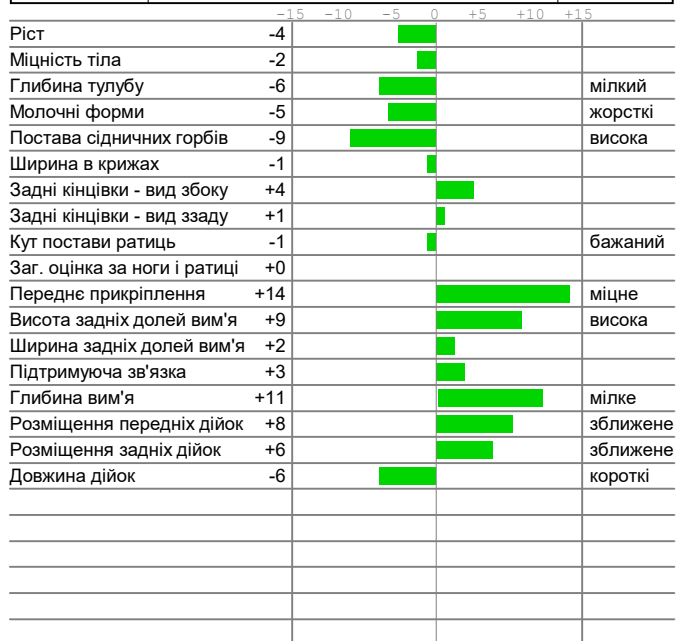 -15 -10 -5 0 +5 +10 +15
Ріст -4
Міцність тіла -2
Глибина тулубу -6 мілкий
Молочні форми -5 жорсткі
Постава сідничних горбів -9 висока
Ширина в крижах -1
Задні кінцівки - вид збоку +4
Задні кінцівки - вид ззаду +1
Кут постави ратиць -1 бажаний
Заг. оцінка за ноги і ратиці +0
Переднє прикріплення +14 міцне
Висота задніх долей вим'я +9 висока
Ширина задніх долей вим'я +2
Підтримуюча зв'язка +3
Глибина вим'я +11 мілке
Розміщення передніх дійок +8 зближене
Розміщення задніх дійок +6 зближене
Довжина дійок -6 короткі